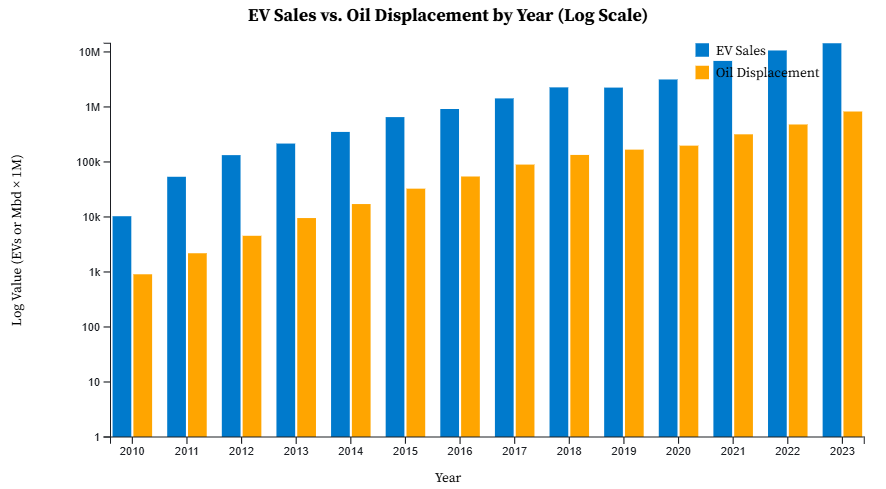 EV Sales vs. Oil Displacement by Year (Log Scale)
EV Sales
Oil Displacement
10M
1M
100k
10k
1k
100
10
1
Log Value (EVs or Mbd × 1M)
2010 2011 2012 2013 2014 2015 2016 2017 2018 2019 2020 2021 2022 2023
Year